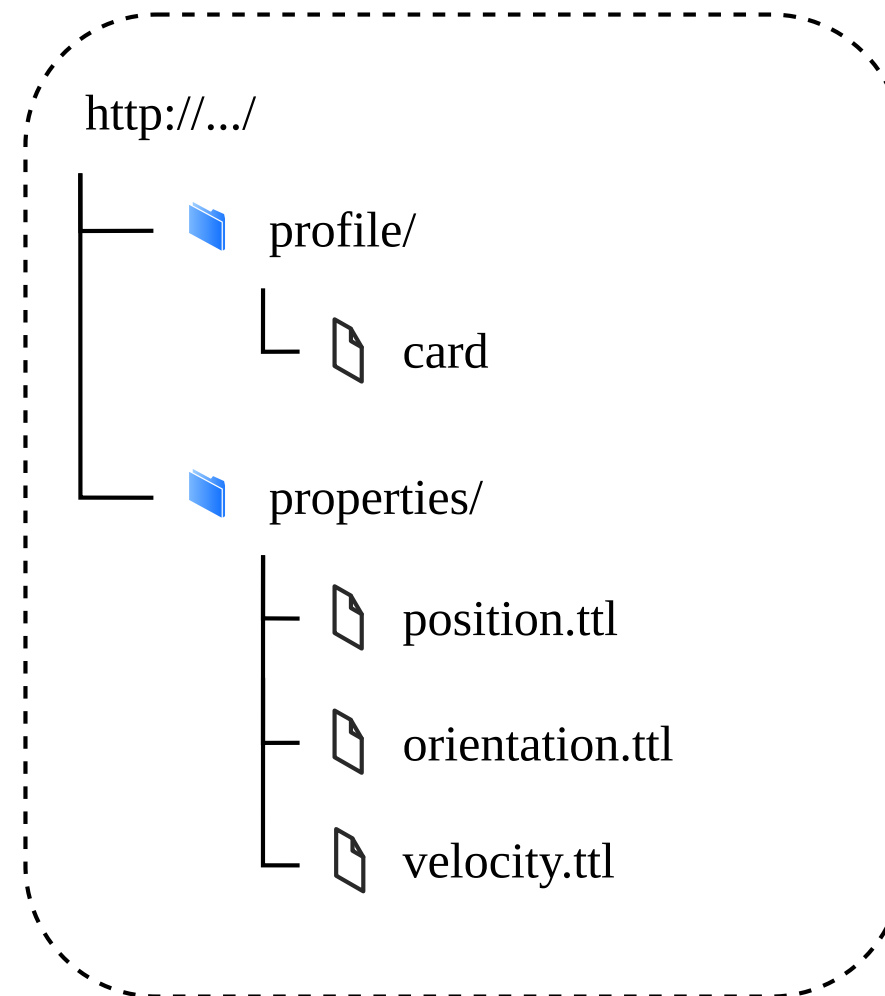 http://.../
profile/
card
properties/
position.ttl
orientation.ttl
velocity.ttl